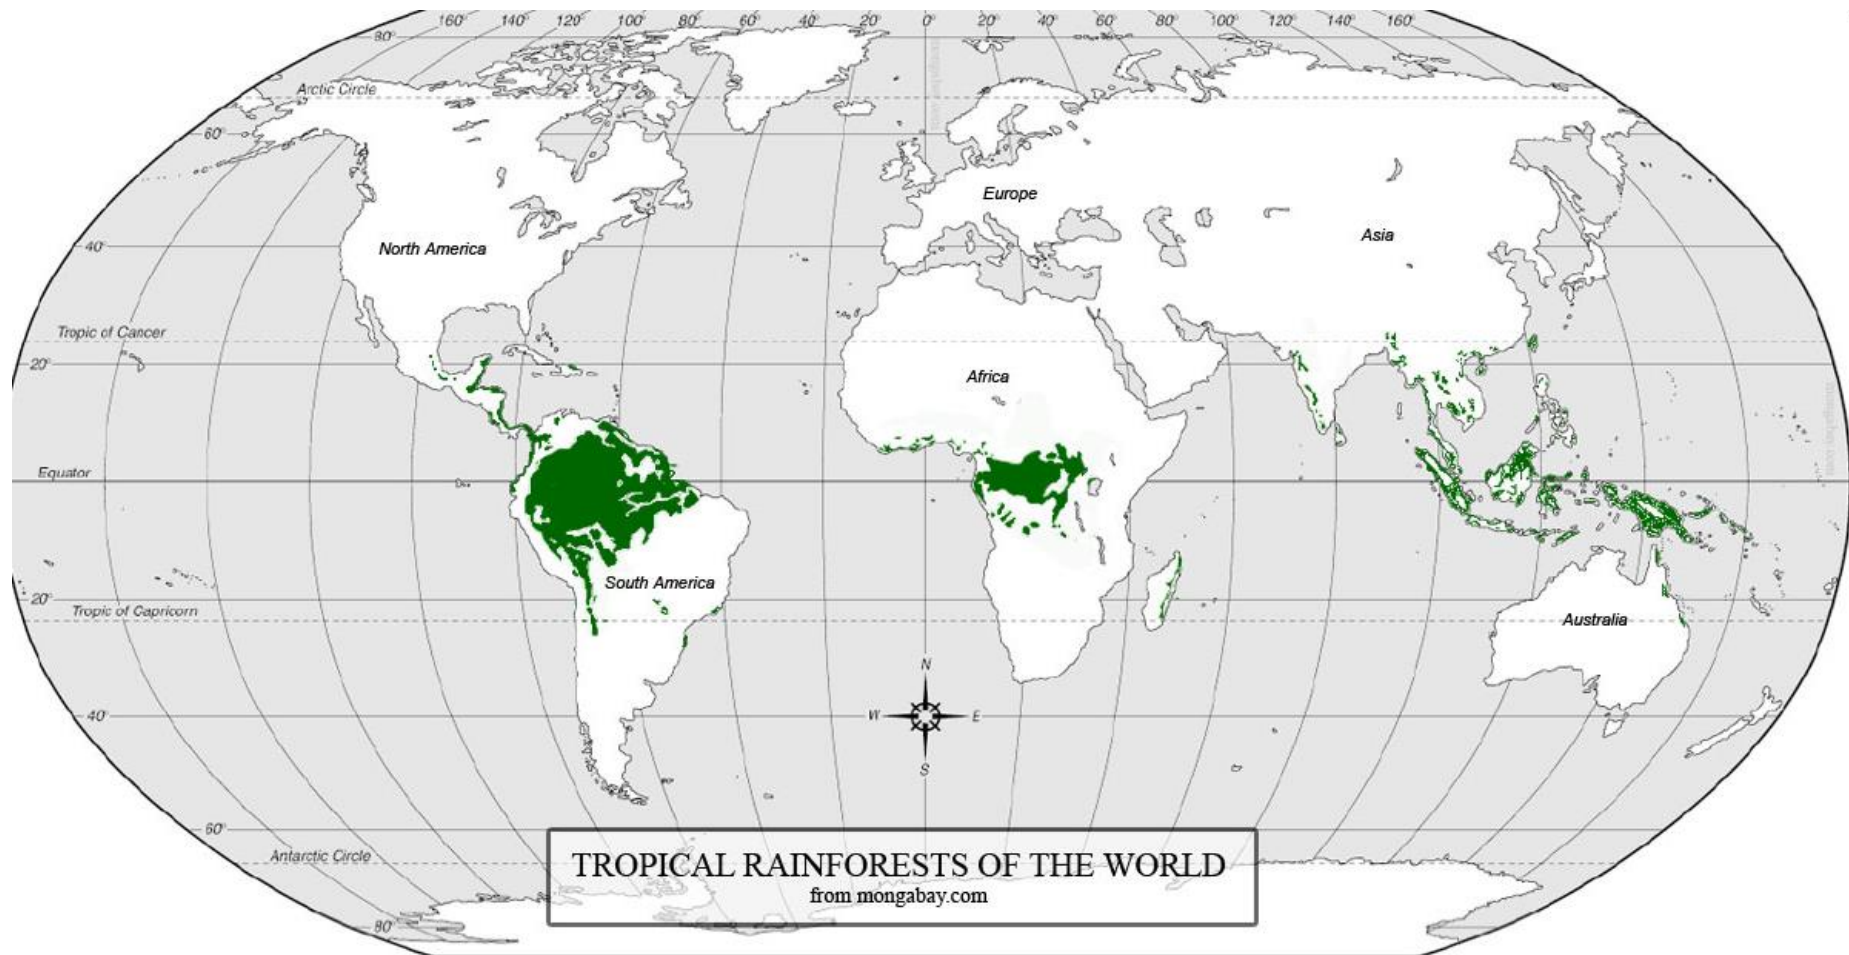 160° 140° 120° 100° 80° 60° 40° 20° 0° 20° 40° 60° 80° 100° 120° 140° 160°
80°
Arctic Circle
60°
Europe
Asia
North America
40°
Tropic of Cancer
20°
Africa
Equator
South America
20°
Tropic of Capricorn
Australia
N
W E
S
40°
60°
Antarctic Circle
TROPICAL RAINFORESTS OF THE WORLD
from mongabay.com
80°